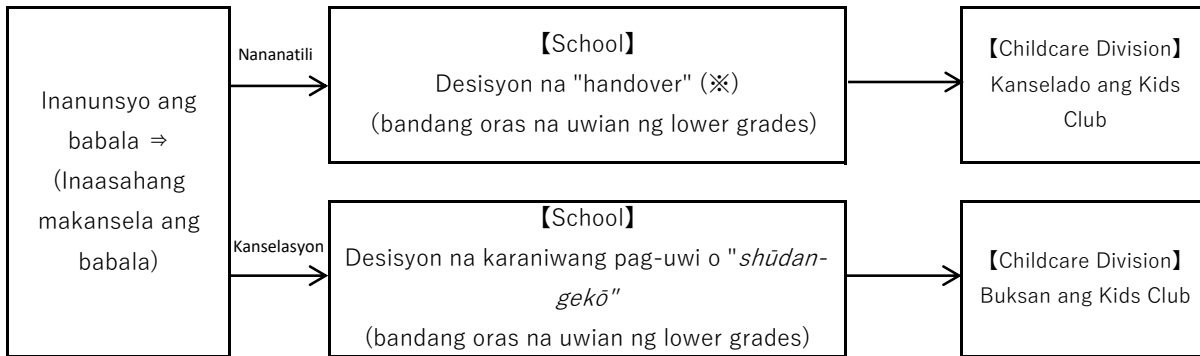 Inanunsyo ang
babala ⇒
(Inaasahang
makansela ang
babala)
Nananatili
【School】
Desisyon na "handover" (※)
(bandang oras na uwian ng lower grades)
【Childcare Division】
Kanselado ang Kids
Club
Kanselasyon
【School】
Desisyon na karaniwang pag-uwi o "shūdan-
gekō"
(bandang oras na uwian ng lower grades)
【Childcare Division】
Buksan ang Kids Club